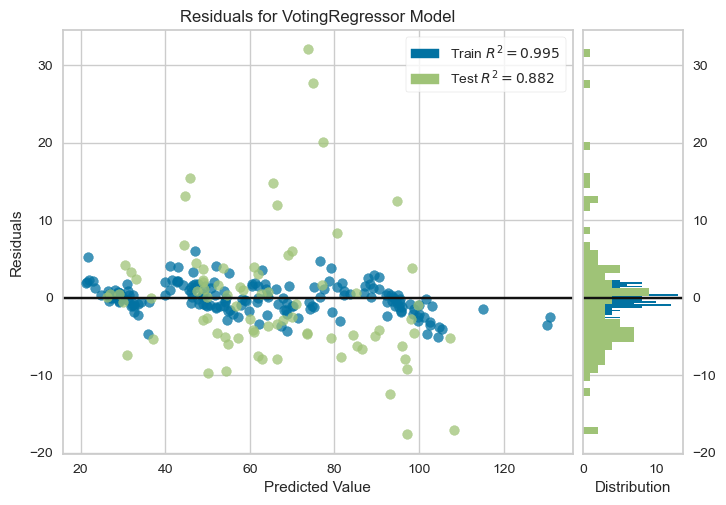 Residuals for VotingRegressor Model
Train R² = 0.995
Test R² = 0.882
Residuals
30
20
10
0
−10
−20
30
20
10
0
−10
−20
20 40 60 80 100 120
0 10
Predicted Value
Distribution